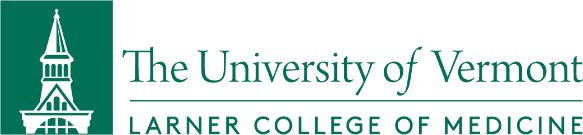 The University of Vermont
LARNER COLLEGE OF MEDICINE